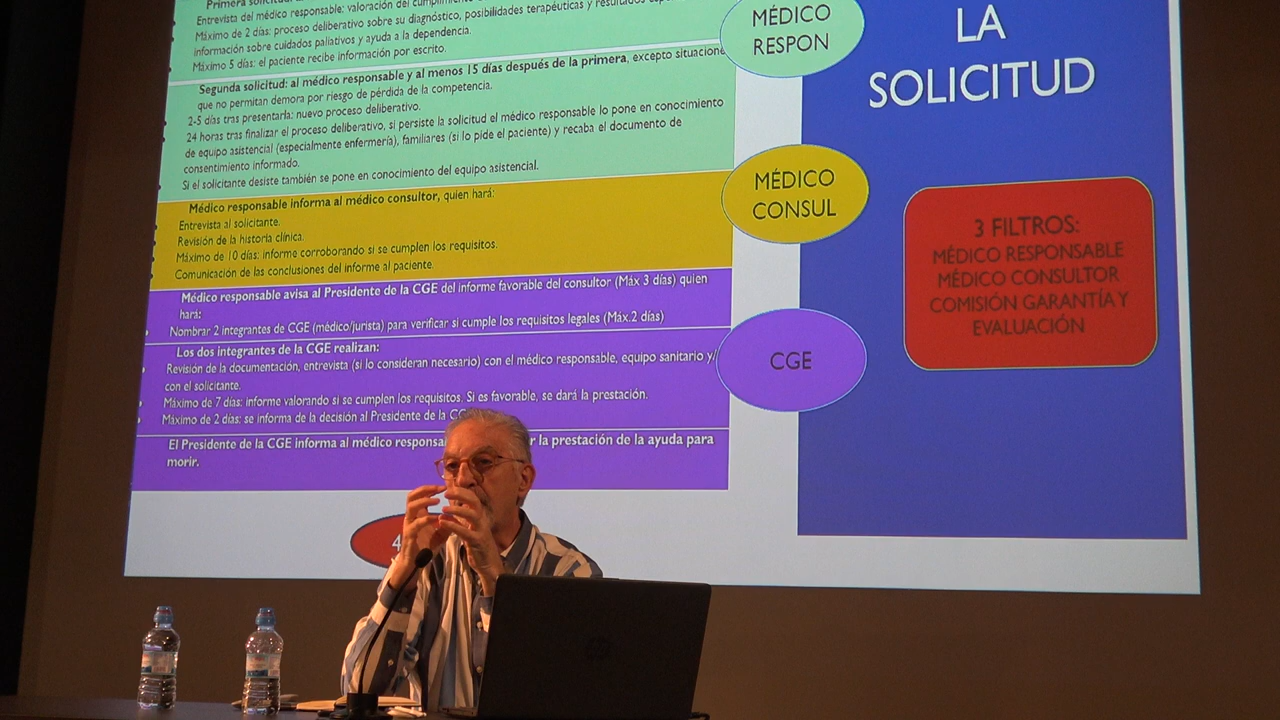 Primera solicitud:
Entrevista del médico responsable: valoración del cumplimiento
Máximo de 2 días: proceso deliberativo sobre su diagnóstico, posibilidades terapéuticas y resultados
información sobre cuidados paliativos y ayuda a la dependencia.
Máximo 5 días: el paciente recibe información por escrito.
Segunda solicitud: al médico responsable y al menos 15 días después de la primera, excepto situacione
que no permitan demora por riesgo de pérdida de la competencia.
2-5 días tras presentarla: nuevo proceso deliberativo.
24 horas tras finalizar el proceso deliberativo, si persiste la solicitud el médico responsable lo pone en conocimiento
de equipo asistencial (especialmente enfermería), familiares (si lo pide el paciente) y recaba el documento de
consentimiento informado.
Si el solicitante desiste también se pone en conocimiento del equipo asistencial.
Médico responsable informa al médico consultor, quien hará:
Entrevista al solicitante.
Revisión de la historia clínica.
Máximo de 10 días: informe corroborando si se cumplen los requisitos.
Comunicación de las conclusiones del informe al paciente.
Médico responsable avisa al Presidente de la CGE del informe favorable del consultor (Máx 3 días) quien
hará:
Nombrar 2 integrantes de CGE (médico/jurista) para verificar si cumple los requisitos legales (Máx.2 días)
Los dos integrantes de la CGE realizan:
Revisión de la documentación, entrevista (si lo consideran necesario) con el médico responsable, equipo sanitario y/
con el solicitante.
Máximo de 7 días: informe valorando si se cumplen los requisitos. Si es favorable, se dará la prestación.
Máximo de 2 días: se informa de la decisión al Presidente de la CG
El Presidente de la CGE informa al médico responsa r la prestación de la ayuda para
morir.
4
MÉDICO
RESPON
MÉDICO
CONSUL
CGE
LA
SOLICITUD
3 FILTROS:
MÉDICO RESPONSABLE
MÉDICO CONSULTOR
COMISIÓN GARANTÍA Y
EVALUACIÓN